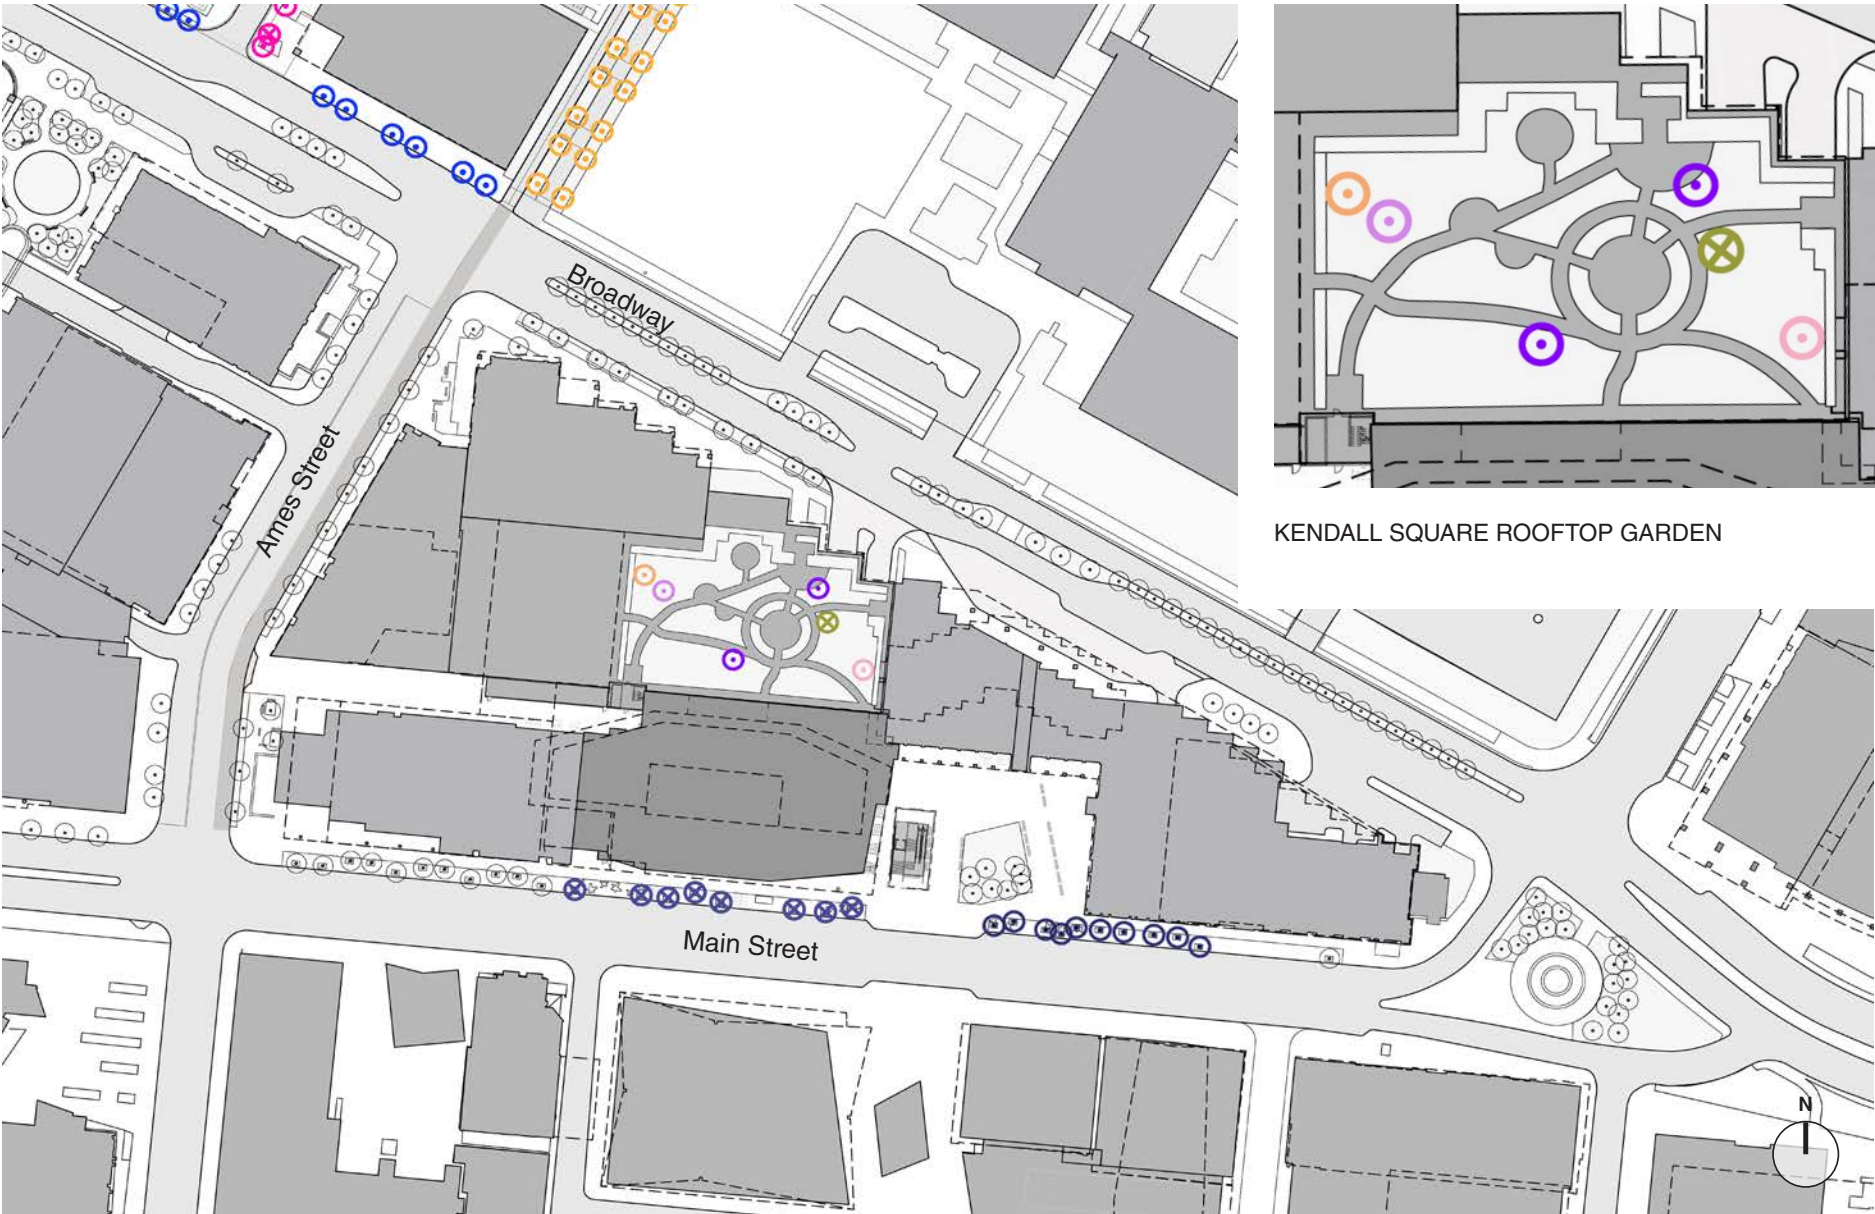 Broadway
KENDALL SQUARE ROOFTOP GARDEN
Ames Street
Main Street
N